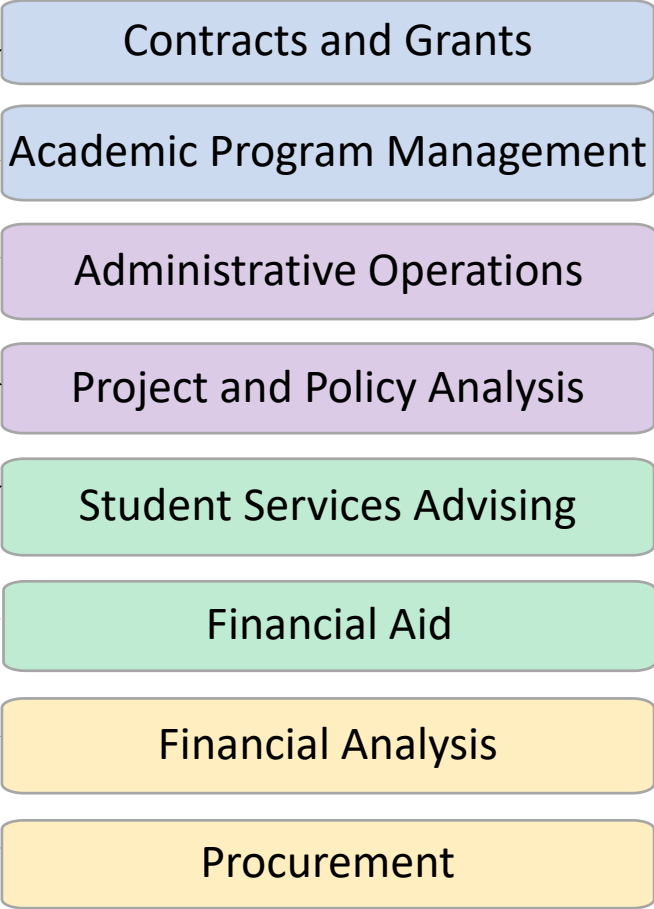 Contracts and Grants
Academic Program Management
Administrative Operations
Project and Policy Analysis
Student Services Advising
Financial Aid
Financial Analysis
Procurement